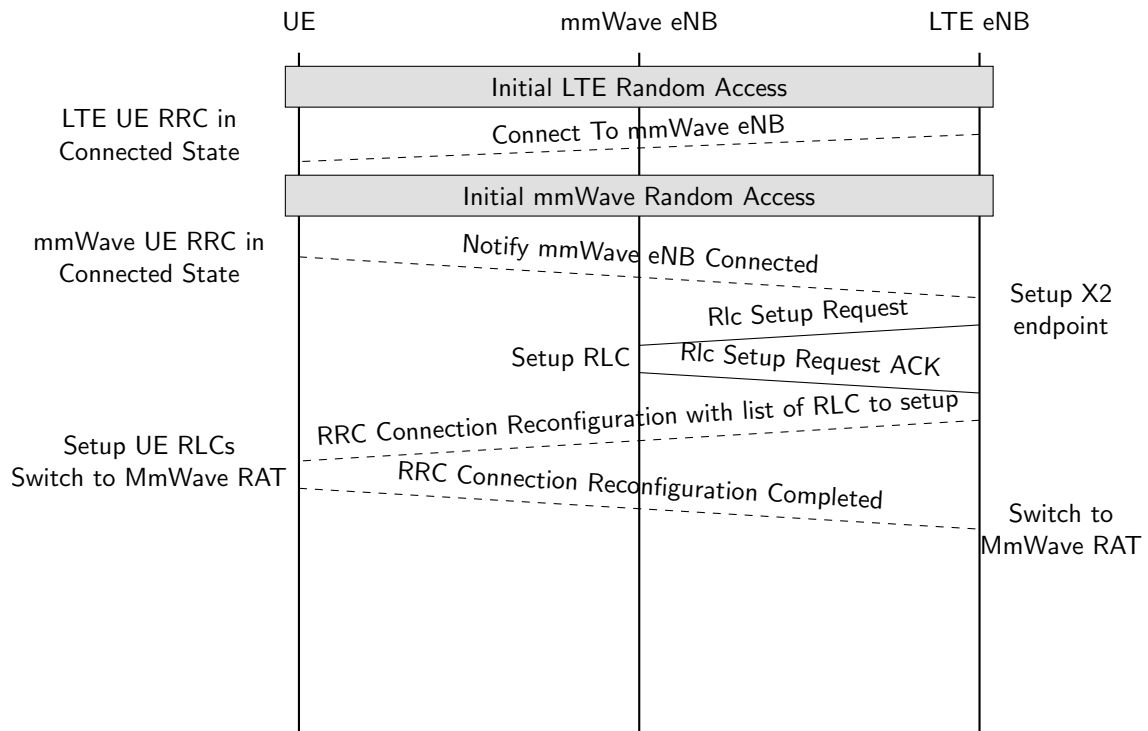 UE
mmWave eNB
LTE eNB
Initial LTE Random Access
LTE UE RRC in
Connected State
Connect To mmWave eNB
Initial mmWave Random Access
mmWave UE RRC in
Connected State
Notify mmWave eNB Connected
Setup X2
endpoint
Rlc Setup Request
Setup RLC
Rlc Setup Request ACK
RRC Connection Reconfiguration with list of RLC to setup
Setup UE RLCs
Switch to MmWave RAT
RRC Connection Reconfiguration Completed
Switch to
MmWave RAT